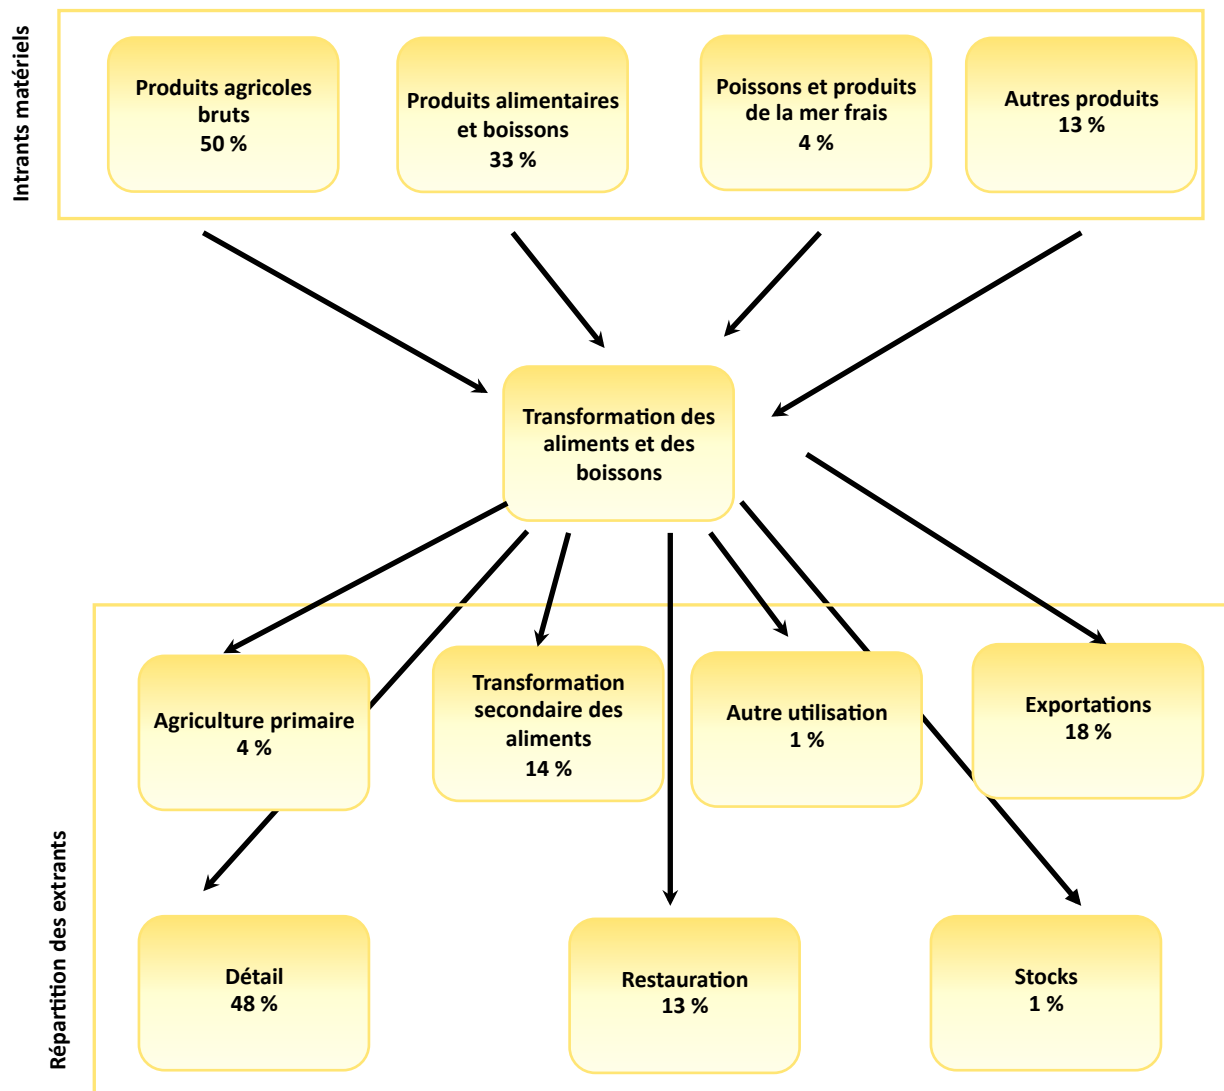 Intrants matériels
Produits agricoles
bruts
50 %
Produits alimentaires
et boissons
33 %
Poissons et produits
de la mer frais
4 %
Autres produits
13 %
Transformation des
aliments et des
boissons
Répartition des extrants
Agriculture primaire
4 %
Transformation
secondaire des
aliments
14 %
Autre utilisation
1 %
Exportations
18 %
Détail
48 %
Restauration
13 %
Stocks
1 %